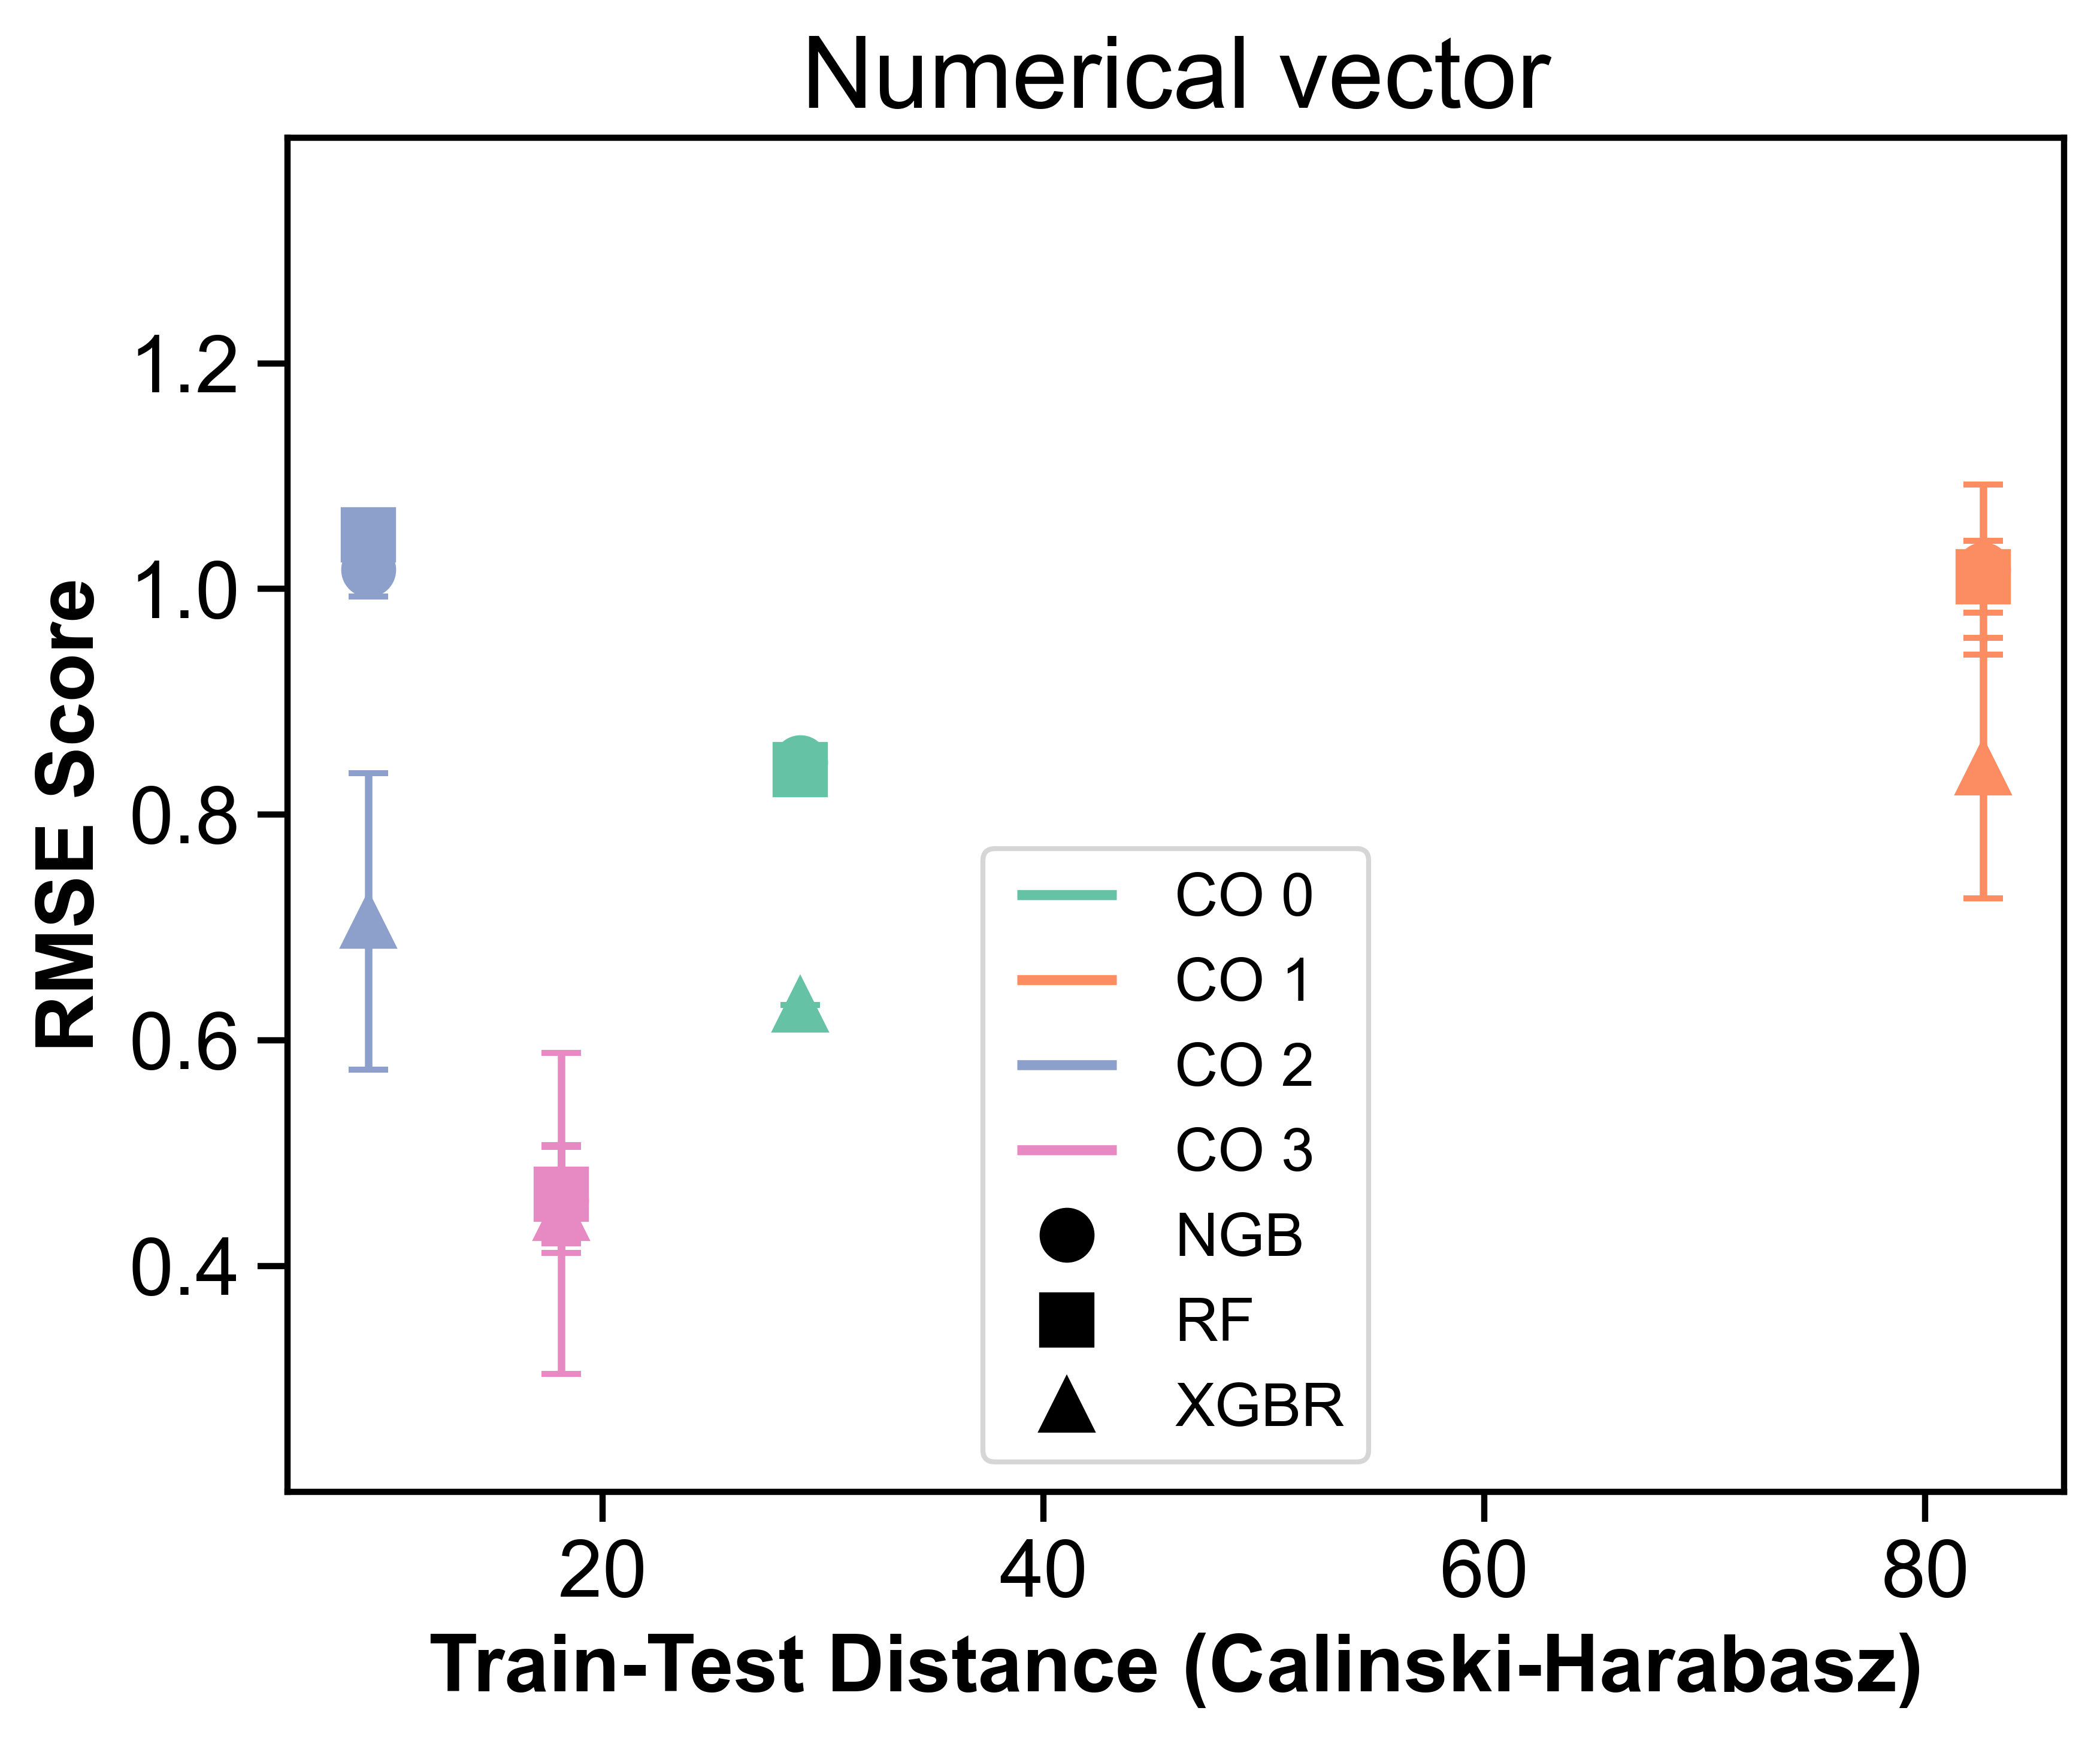 Numerical vector
1.2
1.0
0.8
0.6
0.4
RMSE Score
CO 0
CO 1
CO 2
CO 3
NGB
RF
XGBR
20 40 60 80
Train-Test Distance (Calinski-Harabasz)